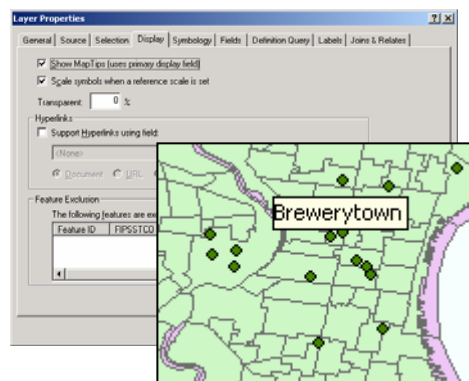 Layer Properties
General Source Selection Display Symbology Fields Definition Query Labels Joins & Relates
Show MapTips (uses primary display field)
Scale symbols when a reference scale is set
Transparent: 0 %
Hyperlinks
Support Hyperlinks using field:
<None>
Document URL
Feature Exclusion
The following features are exc
Feature ID FIPSSTCO
Brewerytown